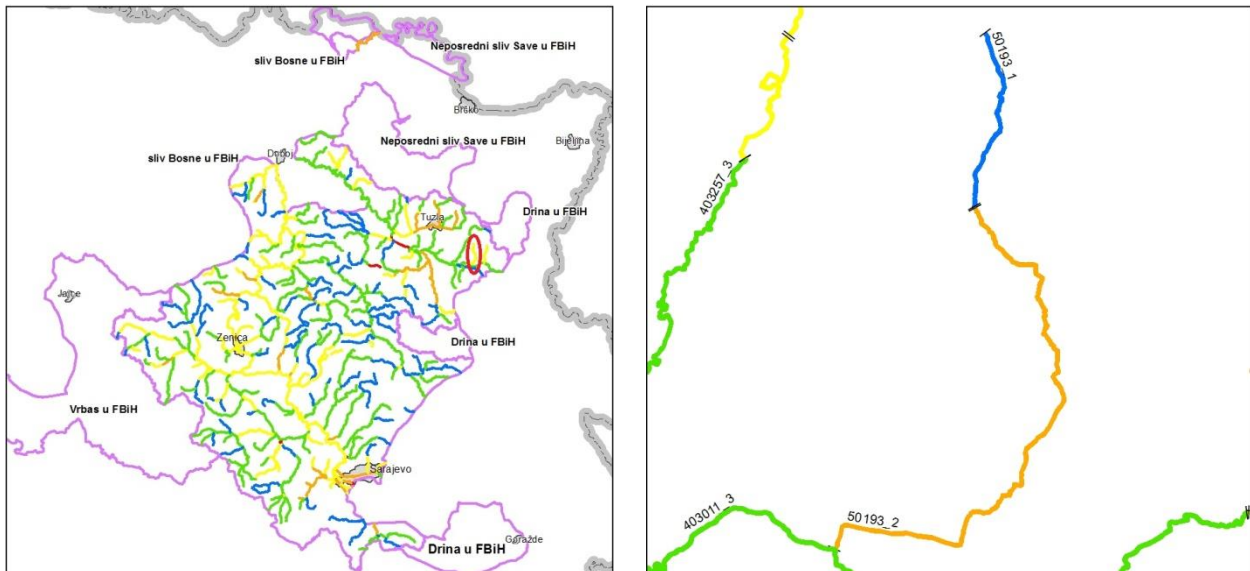 Neposredni sliv Save u FBiH
sliv Bosne u FBiH
Brčko
Bijeljina
Neposredni sliv Save u FBiH
sliv Bosne u FBiH
Doboj
Drina u FBiH
Tuzla
Jajce
Zenica
Drina u FBiH
Vrbas u FBiH
Sarajevo
Drina u FBiH
Goražde
50193_1
403257_3
403011_3
50193_2